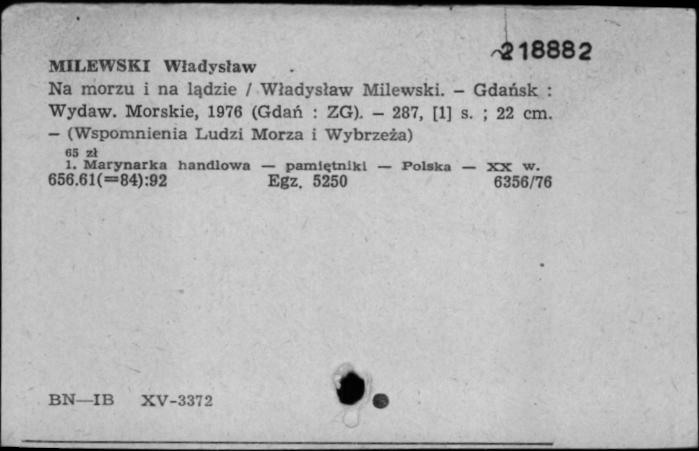 218882
MILEWSKI Władysław
Na morzu i na lądzie / Władysław Milewski. – Gdańsk :
Wydaw. Morskie, 1976 (Gdań : ZG). – 287, [1] s. ; 22 cm.
– (Wspomnienia Ludzi Morza i Wybrzeża)
65 zł
1. Marynarka handlowa — pamiętniki — Polska — XX w.
656.61(=84):92 Egz. 5250 6356/76
BN—IB XV-3372